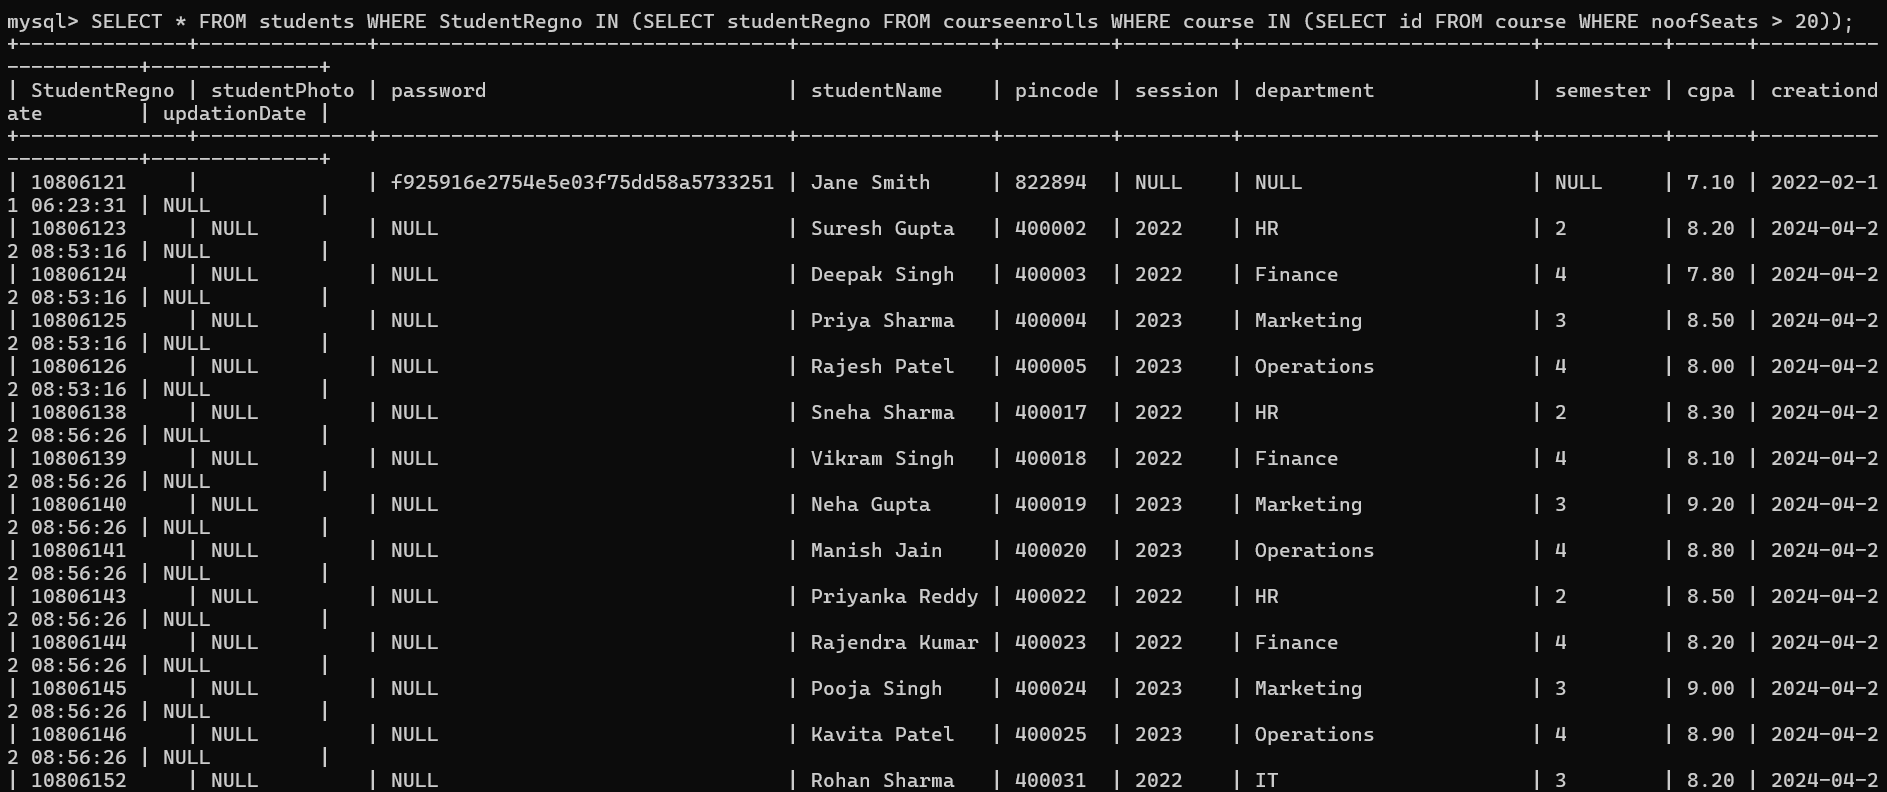 mysql> SELECT * FROM students WHERE StudentRegno IN (SELECT studentRegno FROM courseenrolls WHERE course IN (SELECT id FROM course WHERE noofSeats > 20));
+--------------+--------------+----------------------------------+----------------+---------+---------+------------------------+----------+------+----------
-----------+--------------+
| StudentRegno | studentPhoto | password                         | studentName    | pincode | session | department             | semester | cgpa | creationd
ate        | updationDate |
+--------------+--------------+----------------------------------+----------------+---------+---------+------------------------+----------+------+----------
-----------+--------------+
| 10806121     |              | f925916e2754e5e03f75dd58a5733251 | Jane Smith     | 822894  | NULL    | NULL                   | NULL     | 7.10 | 2022-02-1
1 06:23:31 | NULL         |
| 10806123     | NULL         | NULL                             | Suresh Gupta   | 400002  | 2022    | HR                     | 2        | 8.20 | 2024-04-2
2 08:53:16 | NULL         |
| 10806124     | NULL         | NULL                             | Deepak Singh   | 400003  | 2022    | Finance                | 4        | 7.80 | 2024-04-2
2 08:53:16 | NULL         |
| 10806125     | NULL         | NULL                             | Priya Sharma   | 400004  | 2023    | Marketing              | 3        | 8.50 | 2024-04-2
2 08:53:16 | NULL         |
| 10806126     | NULL         | NULL                             | Rajesh Patel   | 400005  | 2023    | Operations             | 4        | 8.00 | 2024-04-2
2 08:53:16 | NULL         |
| 10806138     | NULL         | NULL                             | Sneha Sharma   | 400017  | 2022    | HR                     | 2        | 8.30 | 2024-04-2
2 08:56:26 | NULL         |
| 10806139     | NULL         | NULL                             | Vikram Singh   | 400018  | 2022    | Finance                | 4        | 8.10 | 2024-04-2
2 08:56:26 | NULL         |
| 10806140     | NULL         | NULL                             | Neha Gupta     | 400019  | 2023    | Marketing              | 3        | 9.20 | 2024-04-2
2 08:56:26 | NULL         |
| 10806141     | NULL         | NULL                             | Manish Jain    | 400020  | 2023    | Operations             | 4        | 8.80 | 2024-04-2
2 08:56:26 | NULL         |
| 10806143     | NULL         | NULL                             | Priyanka Reddy | 400022  | 2022    | HR                     | 2        | 8.50 | 2024-04-2
2 08:56:26 | NULL         |
| 10806144     | NULL         | NULL                             | Rajendra Kumar | 400023  | 2022    | Finance                | 4        | 8.20 | 2024-04-2
2 08:56:26 | NULL         |
| 10806145     | NULL         | NULL                             | Pooja Singh    | 400024  | 2023    | Marketing              | 3        | 9.00 | 2024-04-2
2 08:56:26 | NULL         |
| 10806146     | NULL         | NULL                             | Kavita Patel   | 400025  | 2023    | Operations             | 4        | 8.90 | 2024-04-2
2 08:56:26 | NULL         |
| 10806152     | NULL         | NULL                             | Rohan Sharma   | 400031  | 2022    | IT                     | 3        | 8.20 | 2024-04-2